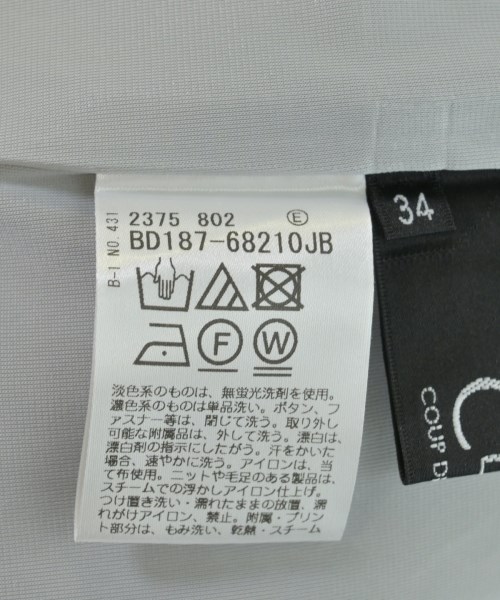 B-1 NO. 431
2375 802 E
BD187-68210JB
F W
淡色系のものは、無蛍光洗剤を使用。
濃色系のものは単品洗い。ボタン、フ
ァスナー等は、閉じて洗う。取り外し
可能な附属品は、外して洗う。漂白は、
漂白剤の指示にしたがう。汗をかいた
場合、速やかに洗う。アイロンは、当
て布使用。ニットや毛足のある製品は、
スチームでの浮かしアイロン仕上げ。
つけ置き洗い・濡れたままの放置、濡
れがけアイロン、禁止。附属・プリン
ト部分は、もみ洗い、乾熱・スチーム
34
COUP D